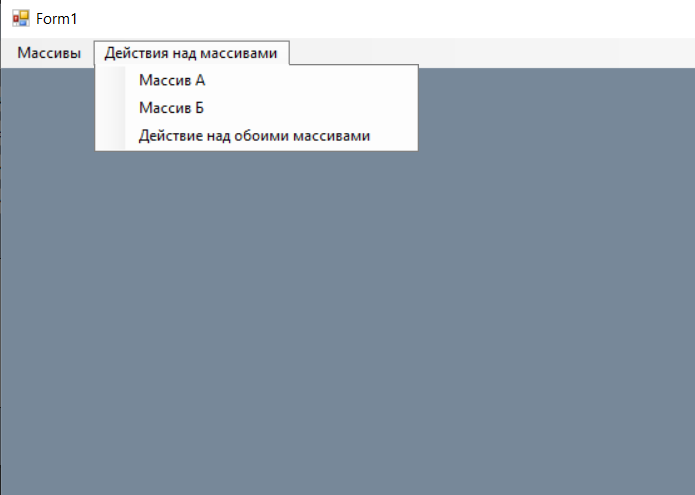 Form1
Массивы Действия над массивами
Массив А
Массив Б
Действие над обоими массивами